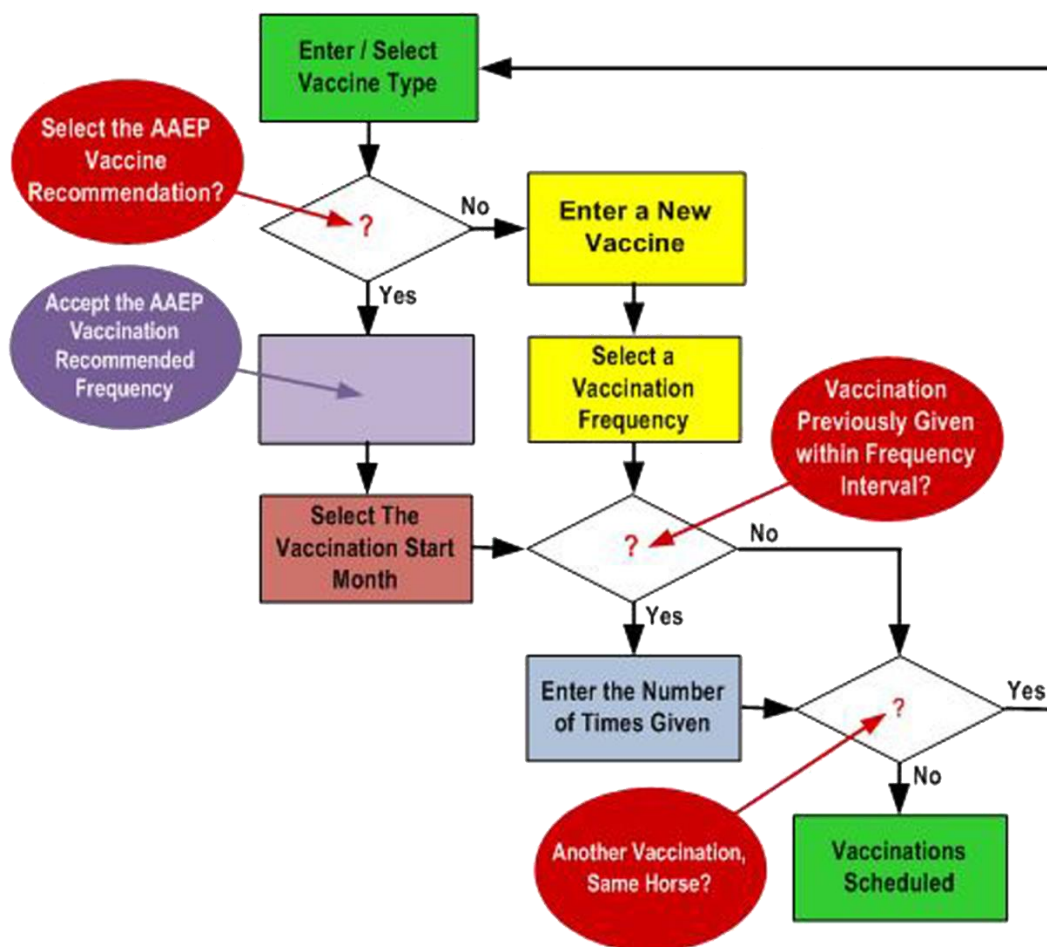 Enter / Select
Vaccine Type
Select the AAEP
Vaccine
Recommendation?
?
No
Enter a New
Vaccine
Yes
Accept the AAEP
Vaccination
Recommended
Frequency
Select a
Vaccination
Frequency
Vaccination
Previously Given
within Frequency
Interval?
Select The
Vaccination Start
Month
?
No
Yes
Enter the Number
of Times Given
?
Yes
No
Another Vaccination,
Same Horse?
Vaccinations
Scheduled